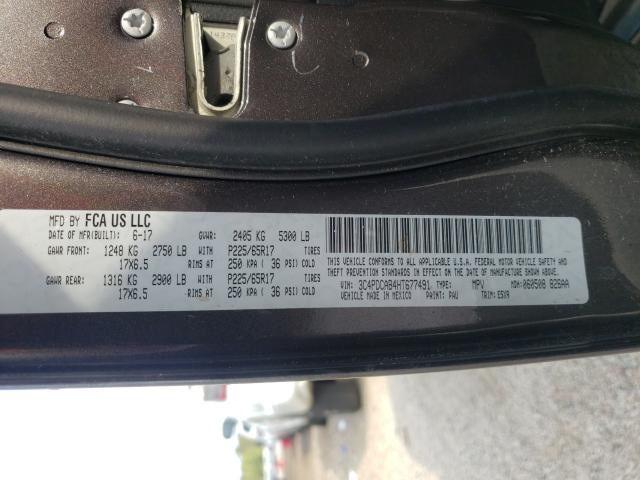 MFD BY FCA US LLC
DATE OF MFR(BUILT): 6-17 GVWR: 2405 KG 5300 LB
GAWR FRONT: 1248 KG 2750 LB WITH P225/65R17 TIRES
17X6.5 RIMS AT 250 KPA ( 36 PSI) COLD
GAWR REAR: 1316 KG 2900 LB WITH P225/65R17 TIRES
17X6.5 RIMS AT 250 KPA ( 36 PSI) COLD
THIS VEHICLE CONFORMS TO ALL APPLICABLE U.S.A. FEDERAL MOTOR VEHICLE SAFETY AND
THEFT PREVENTION STANDARDS IN EFFECT ON THE DATE OF MANUFACTURE SHOWN ABOVE.
VIN: 3C4PDCAB4HT677491 TYPE: MPV MDH: 060508 826AA
VEHICLE MADE IN MEXICO PAINT: PAU TRIM: E5X9